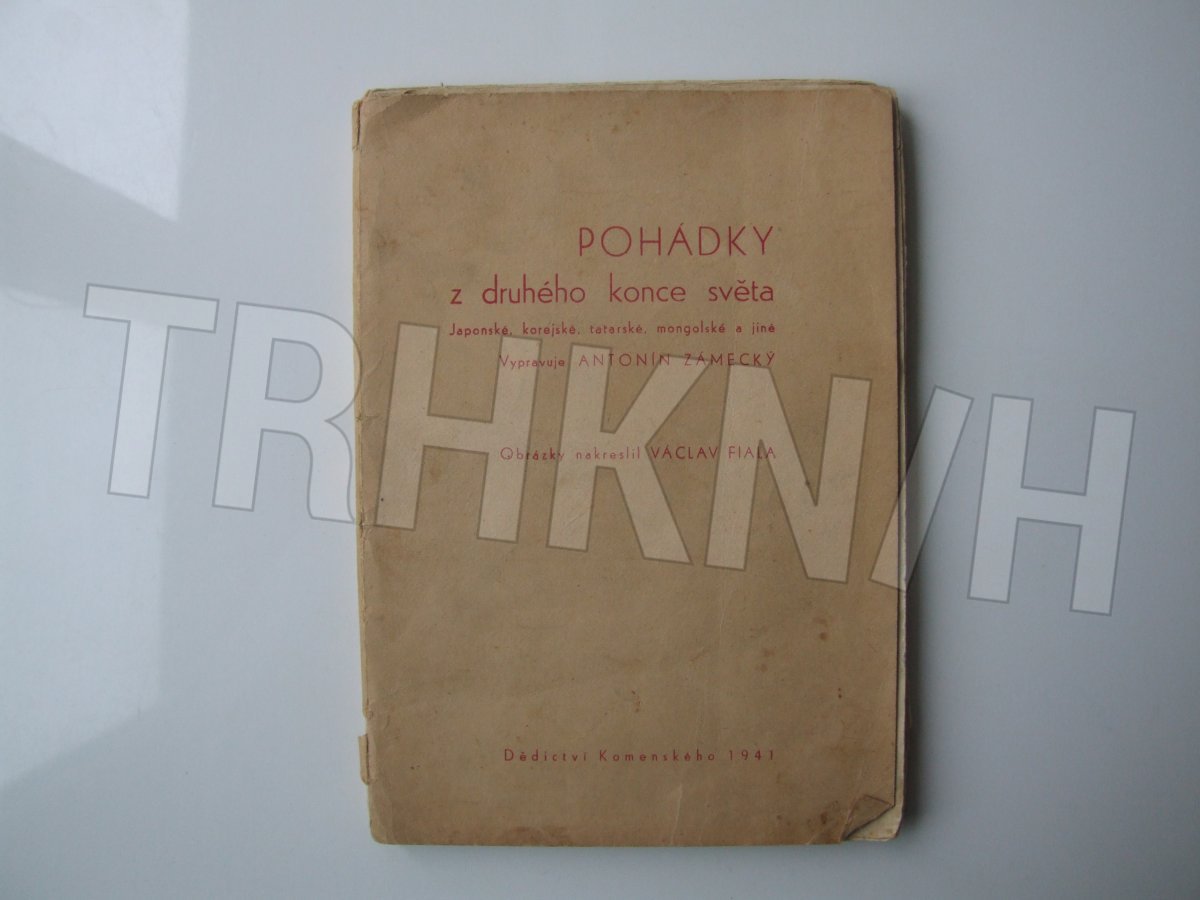 POHÁDKY
z druhého konce světa
Japonské, korejské, tatarské, mongolské a jiné
Vypravuje ANTONÍN ZÁMECKÝ
Obrázky nakreslil VÁCLAV FIALA
TRHKNIH
Dědictví Komenského 1941